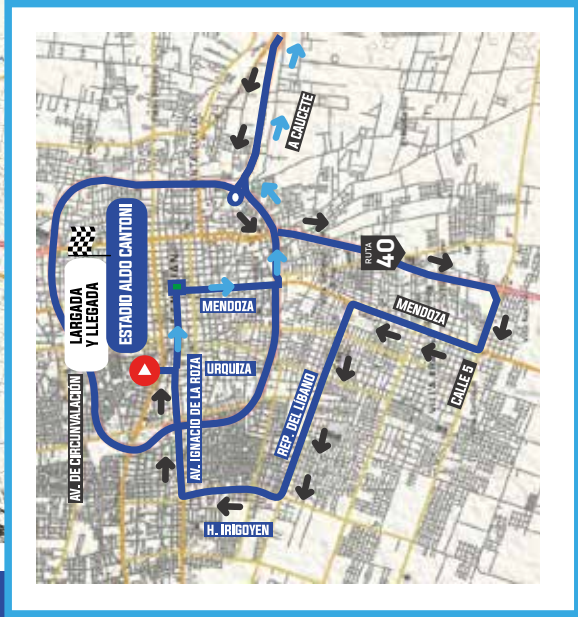 LARGADA
Y LLEGADA
ESTADIO ALDO CANTONI
AV. DE CIRCUNVALACIÓN
A CAUCETE
MENDOZA
URQUIZA
AV. IGNACIO DE LA ROZA
RUTA
40
MENDOZA
REP. DEL LÍBANO
CALLE 5
H. IRIGOYEN